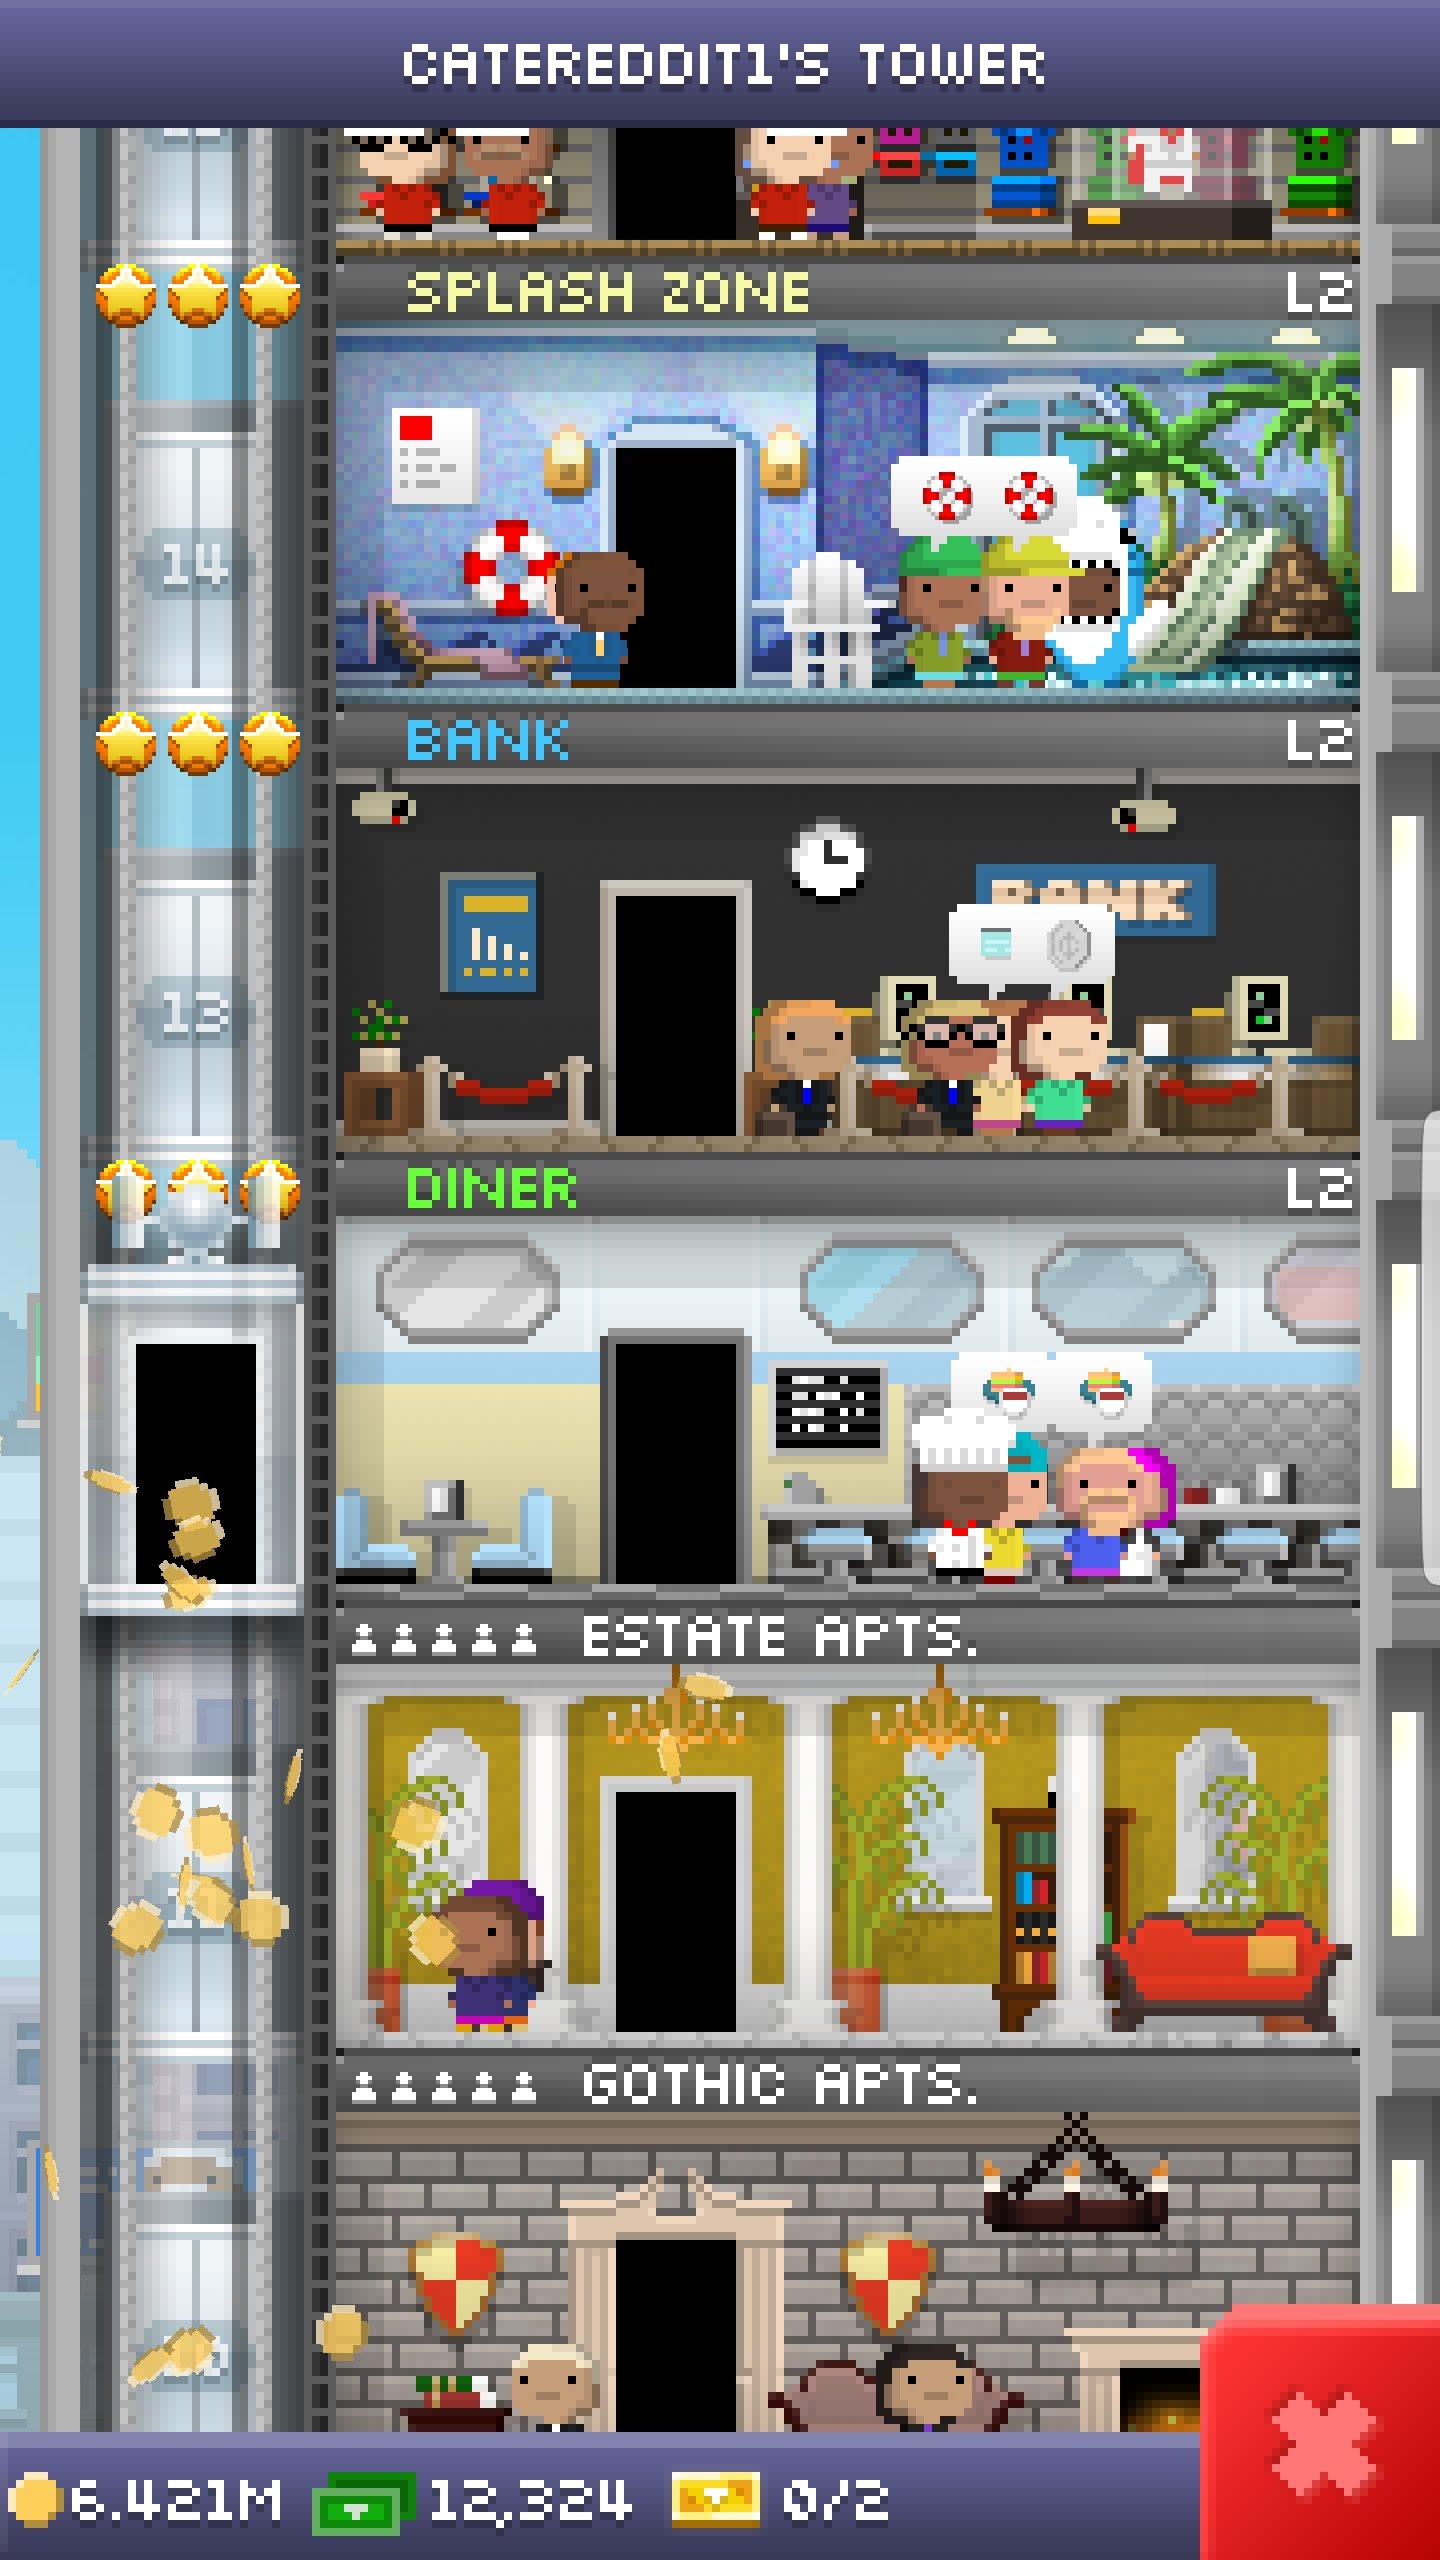 CATEREDDIT1'S TOWER
SPLASH ZONE L2
14
BANK L2
13
DINER L2
ESTATE APTS.
GOTHIC APTS.
6.421M 12,324 0/2